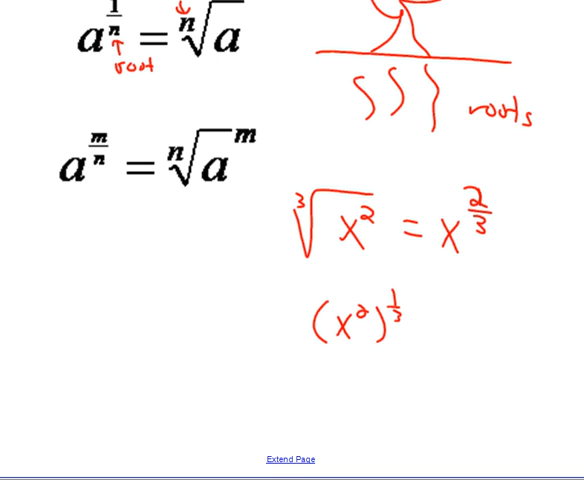 a^{1/n} = ⁿ√a
root
roots
a^{m/n} = ⁿ√a^m
³√x² = x^{2/3}
(x²)^{1/3}
Extend Page